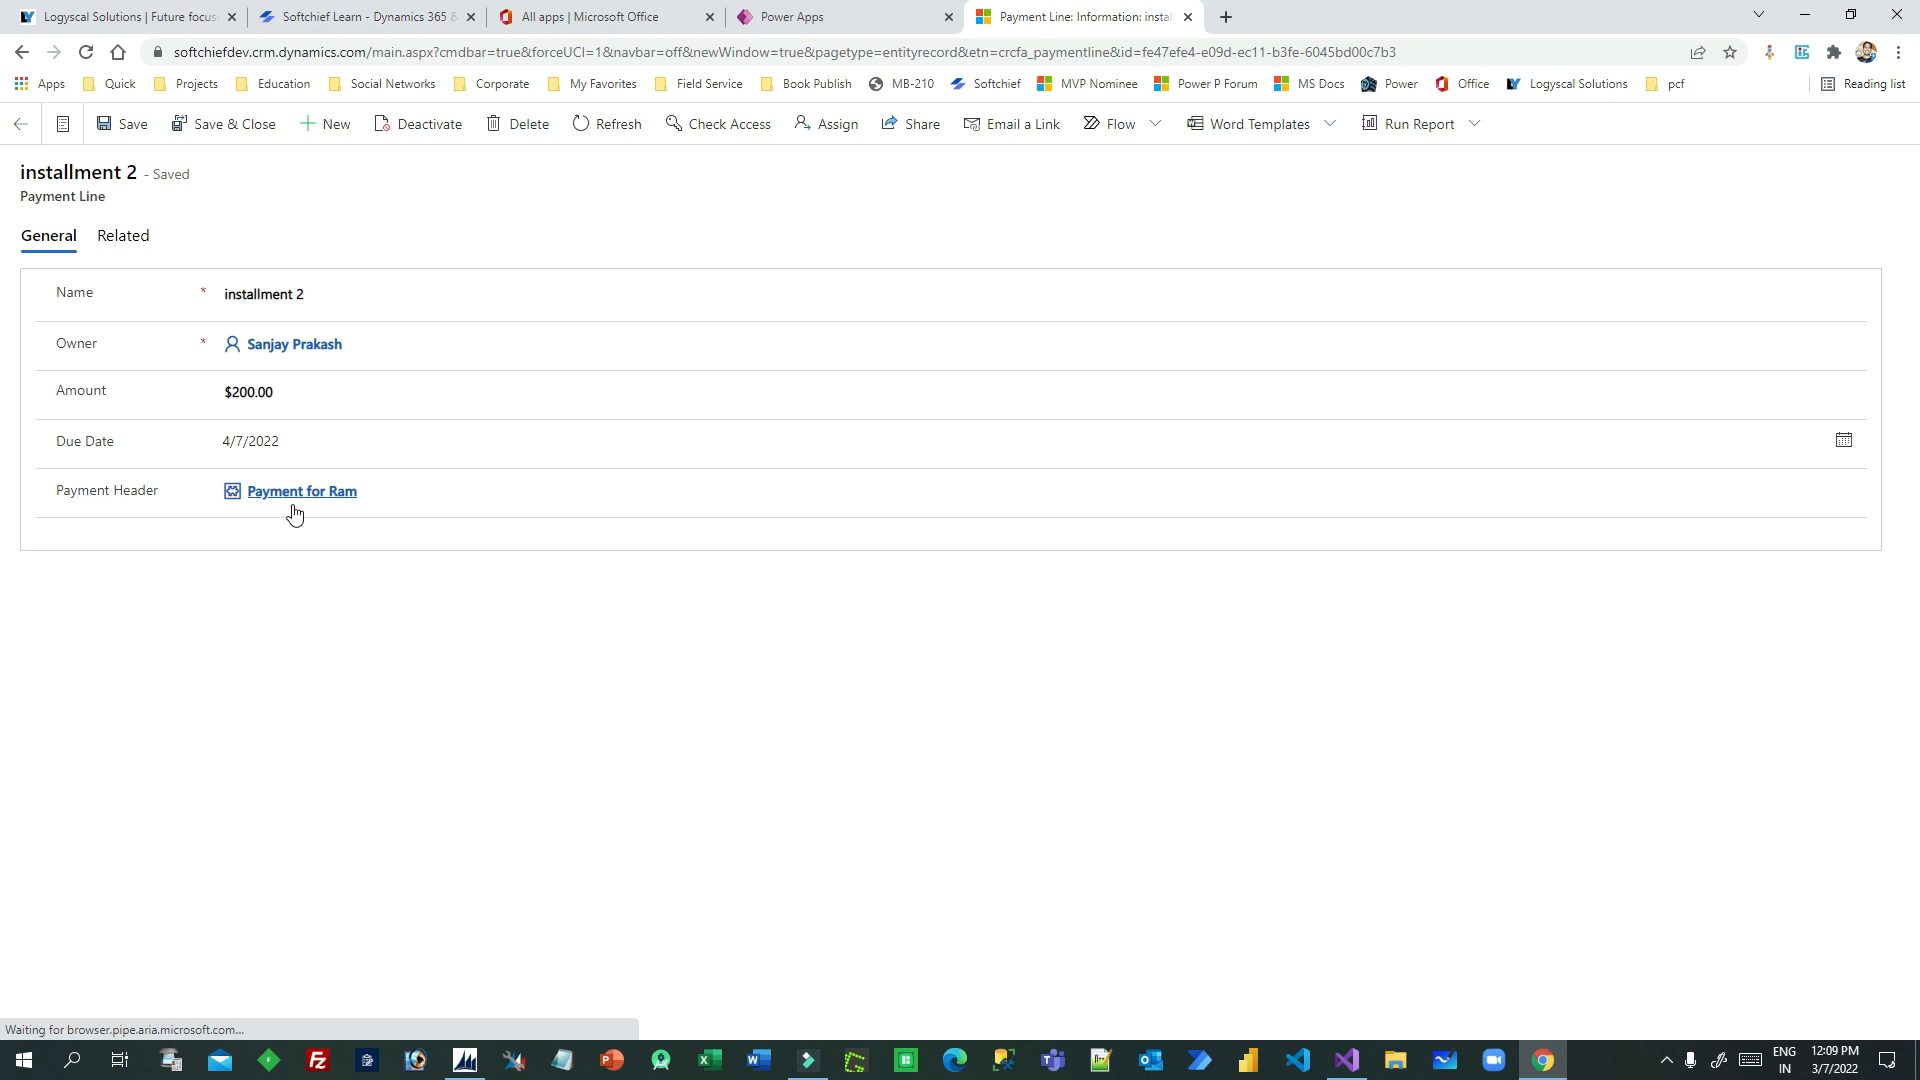 Logyscal Solutions | Future focus
Softchief Learn - Dynamics 365 &
All apps | Microsoft Office
Power Apps
Payment Line: Information: instal
softchiefdev.crm.dynamics.com/main.aspx?cmdbar=true&forceUCI=1&navbar=off&newWindow=true&pagetype=entityrecord&etn=crcfa_paymentline&id=fe47efe4-e09d-ec11-b3fe-6045bd00c7b3
Apps Quick Projects Education Social Networks Corporate My Favorites Field Service Book Publish MB-210 Softchief MVP Nominee Power P Forum MS Docs Power Office Logyscal Solutions pcf Reading list
Save Save & Close New Deactivate Delete Refresh Check Access Assign Share Email a Link Flow Word Templates Run Report
installment 2 - Saved
Payment Line
General Related
Name * installment 2
Owner * Sanjay Prakash
Amount $200.00
Due Date 4/7/2022
Payment Header Payment for Ram
Waiting for browser.pipe.aria.microsoft.com...
ENG 12:09 PM
IN 3/7/2022